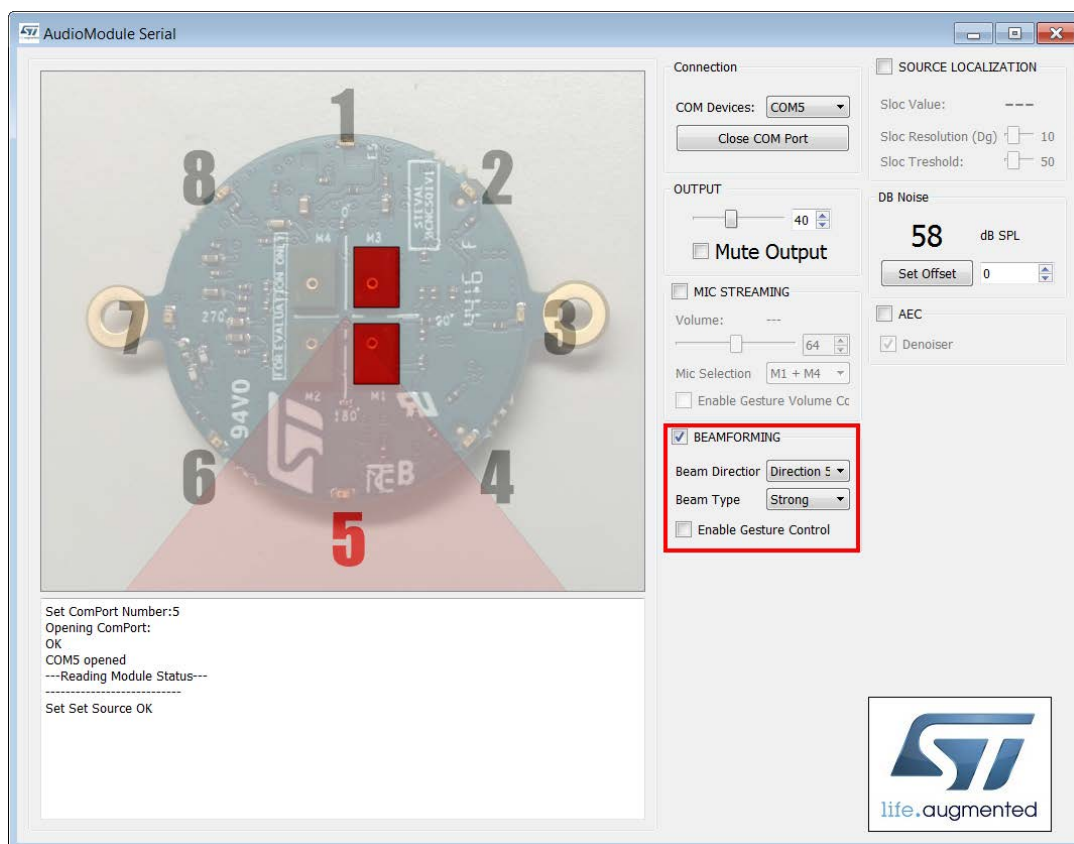 AudioModule Serial
1
2
3
4
5
6
7
8
M4
M3
M2
M1
270°
90°
180°
FOR EVALUATION ONLY
94V0
4416
B
Set ComPort Number:5
Opening ComPort:
OK
COM5 opened
---Reading Module Status---
---------------------------
Set Set Source OK
Connection
COM Devices: COM5
Close COM Port
OUTPUT
40
Mute Output
MIC STREAMING
Volume: ---
64
Mic Selection M1 + M4
Enable Gesture Volume Cc
BEAMFORMING
Beam Direction Direction 5
Beam Type Strong
Enable Gesture Control
SOURCE LOCALIZATION
Sloc Value: ---
Sloc Resolution (Dg) 10
Sloc Treshold: 50
DB Noise
58 dB SPL
Set Offset 0
AEC
Denoiser
ST
life.augmented